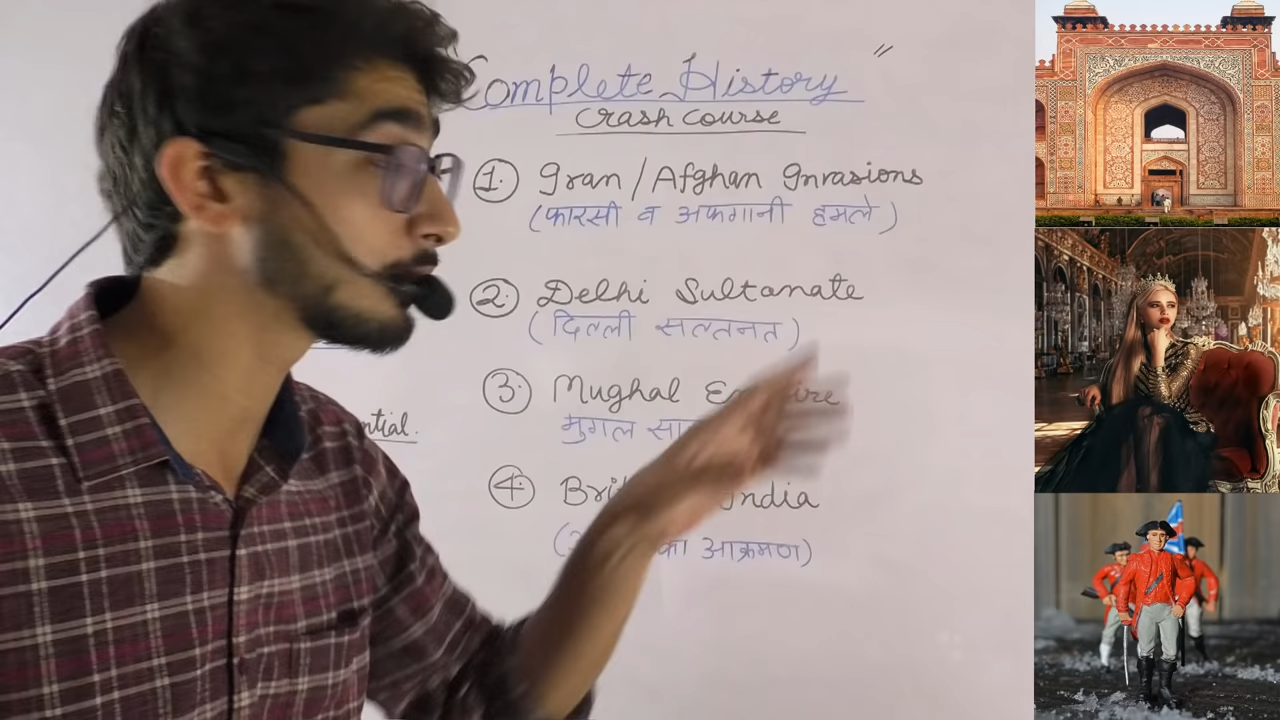 Complete History "
Crash Course
1. Iran / Afghan Invasions
(फारसी व अफगानी हमले)
2. Delhi Sultanate
(दिल्ली सल्तनत)
3. Mughal
मुगल
4. India
का आक्रमण)
ntial.